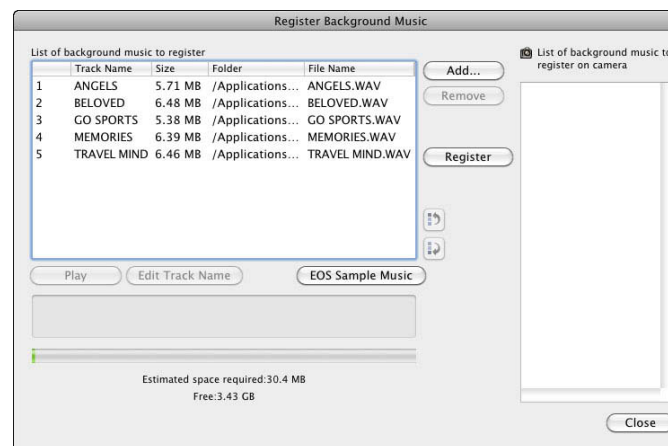 Register Background Music
List of background music to register
Track Name Size Folder File Name
1 ANGELS 5.71 MB /Applications... ANGELS.WAV
2 BELOVED 6.48 MB /Applications... BELOVED.WAV
3 GO SPORTS 5.38 MB /Applications... GO SPORTS.WAV
4 MEMORIES 6.39 MB /Applications... MEMORIES.WAV
5 TRAVEL MIND 6.46 MB /Applications... TRAVEL MIND.WAV
Add...
Remove
Register
Play Edit Track Name EOS Sample Music
Estimated space required:30.4 MB
Free:3.43 GB
List of background music to
register on camera
Close